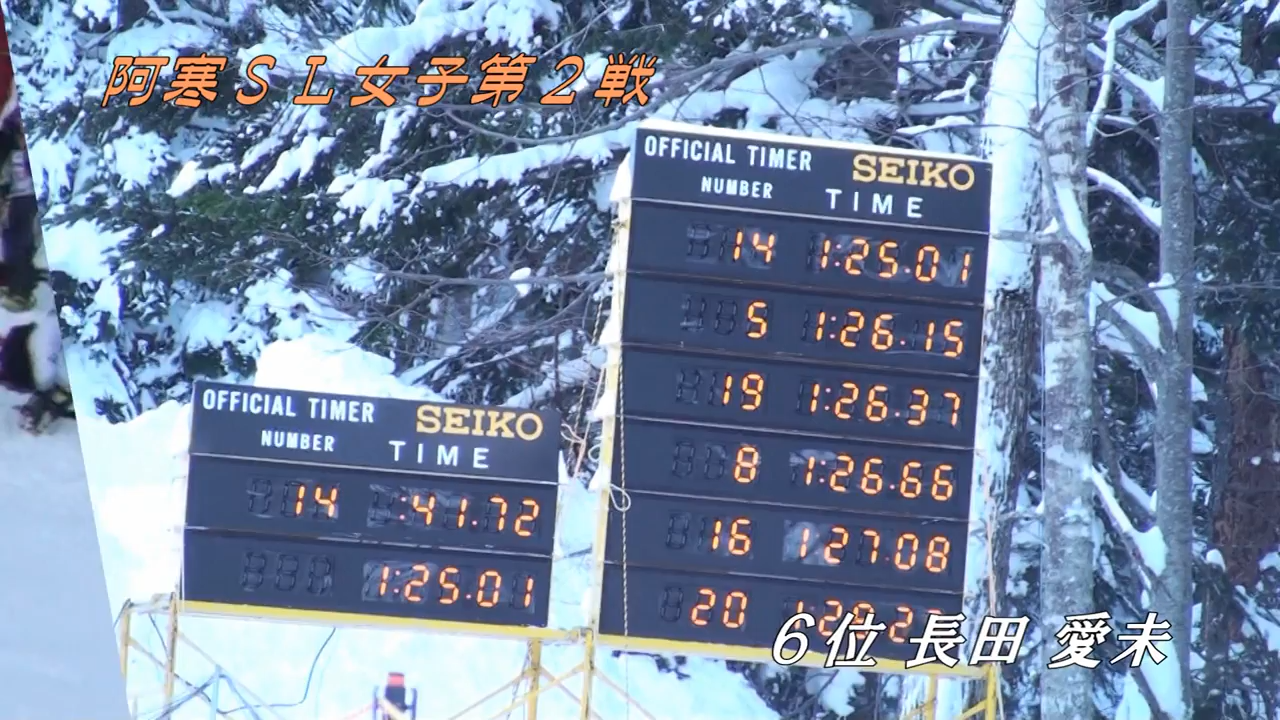 阿寒ＳＬ女子第２戦
OFFICIAL TIMER SEIKO
NUMBER TIME
14 1:25.01
5 1:26.15
19 1:26.37
8 1:26.66
16 1:27.08
20
OFFICIAL TIMER SEIKO
NUMBER TIME
14 :41.72
1:25.01
６位 長田 愛未